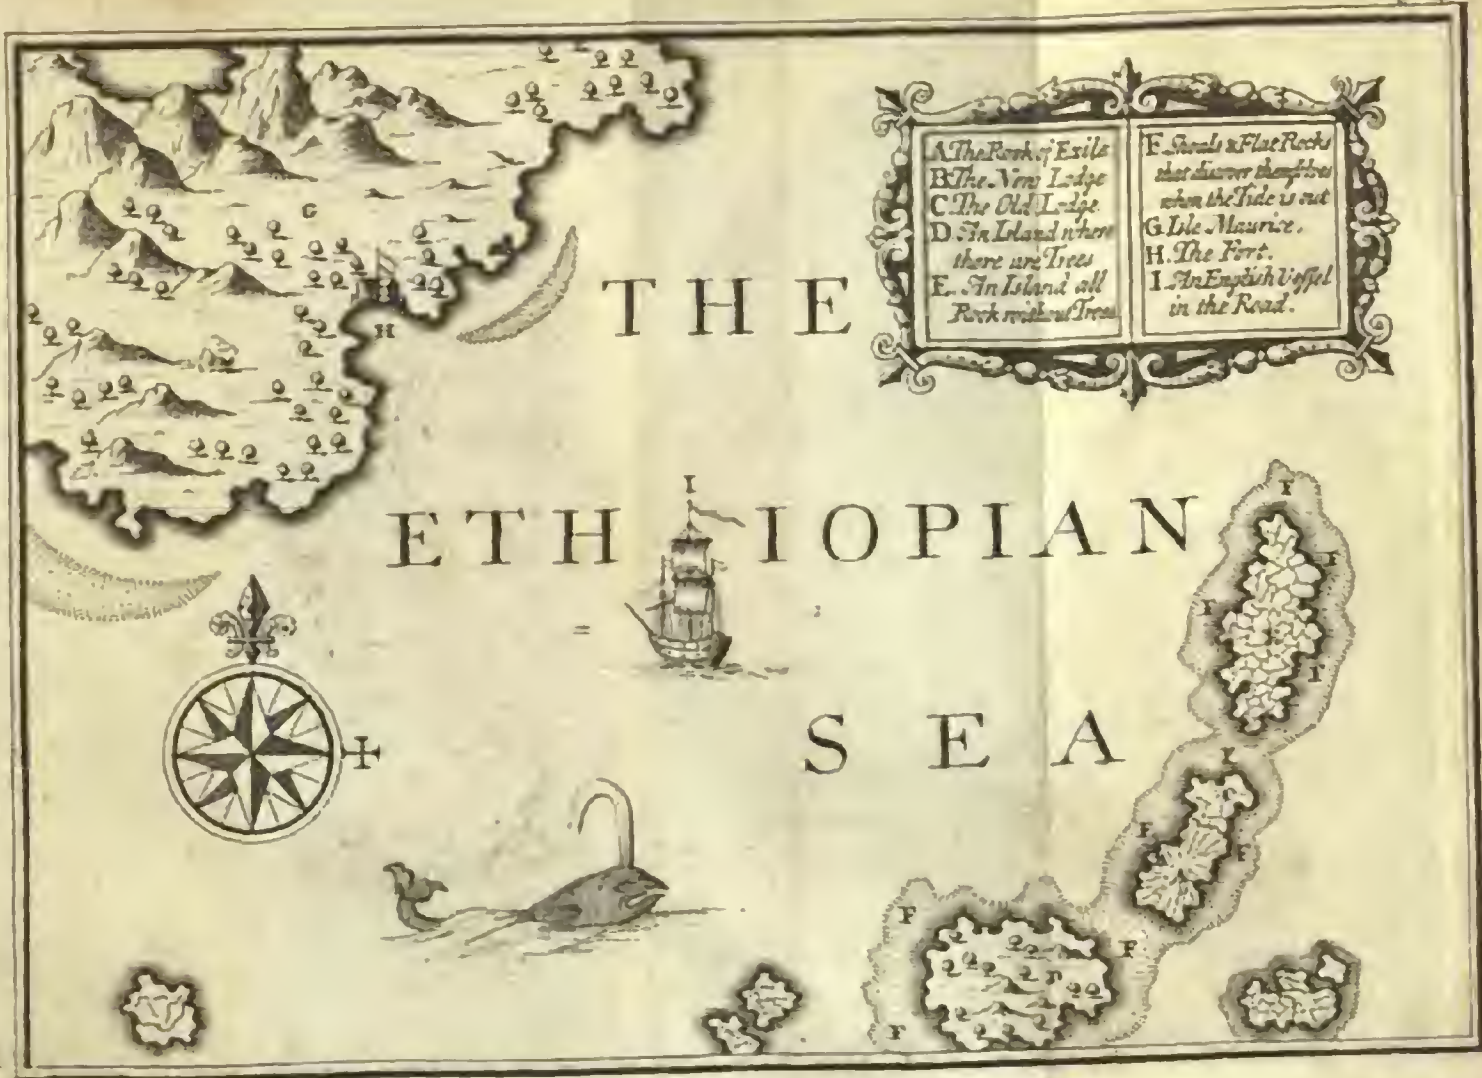 A The Rock of Exile
B The New Lodge
C. The Old Lodge
D. An Island where
there are Trees
E. An Island all
Rock without Trees
F. Shoals & Flat Rocks
that discover themselves
when the Tide is out
G. Isle Maurice.
H. The Fort.
I. An English Vessel
in the Road.
G
H
THE
I
ETHIOPIAN
SEA
F
F
F
F
F
D